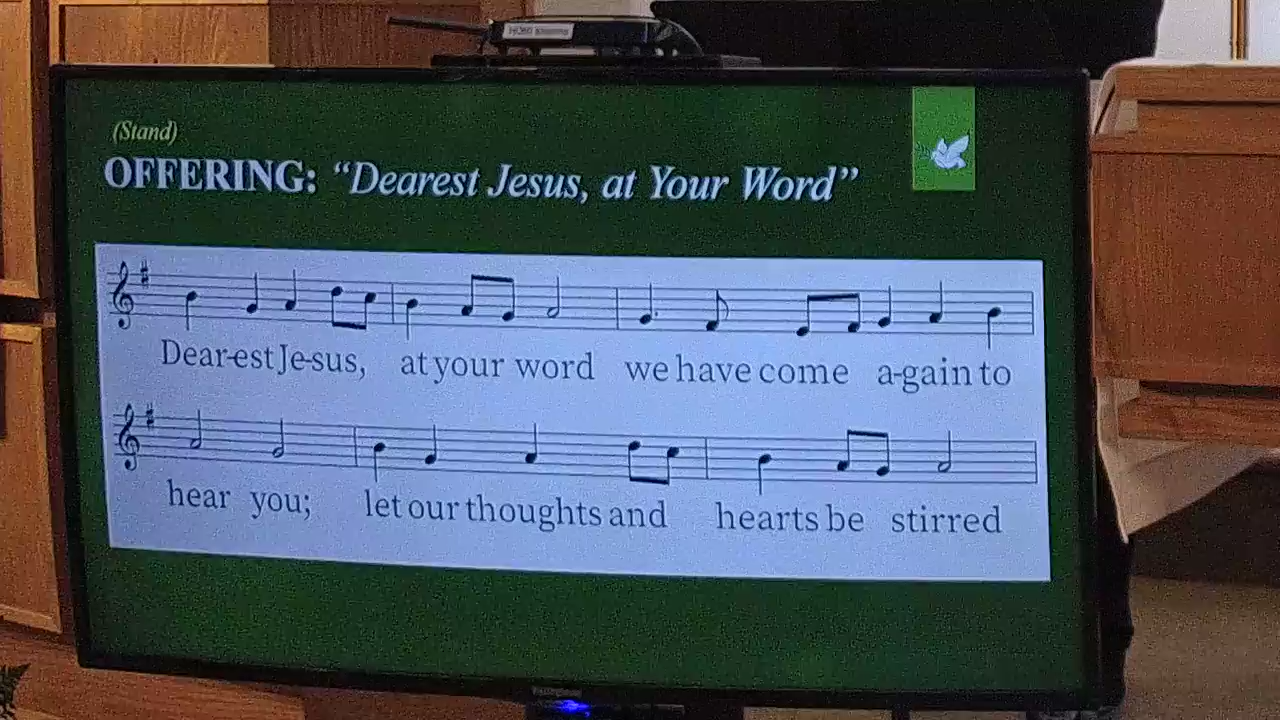 (Stand)
OFFERING: “Dearest Jesus, at Your Word”
Dear-est Je-sus, at your word we have come a-gain to
hear you; let our thoughts and hearts be stirred